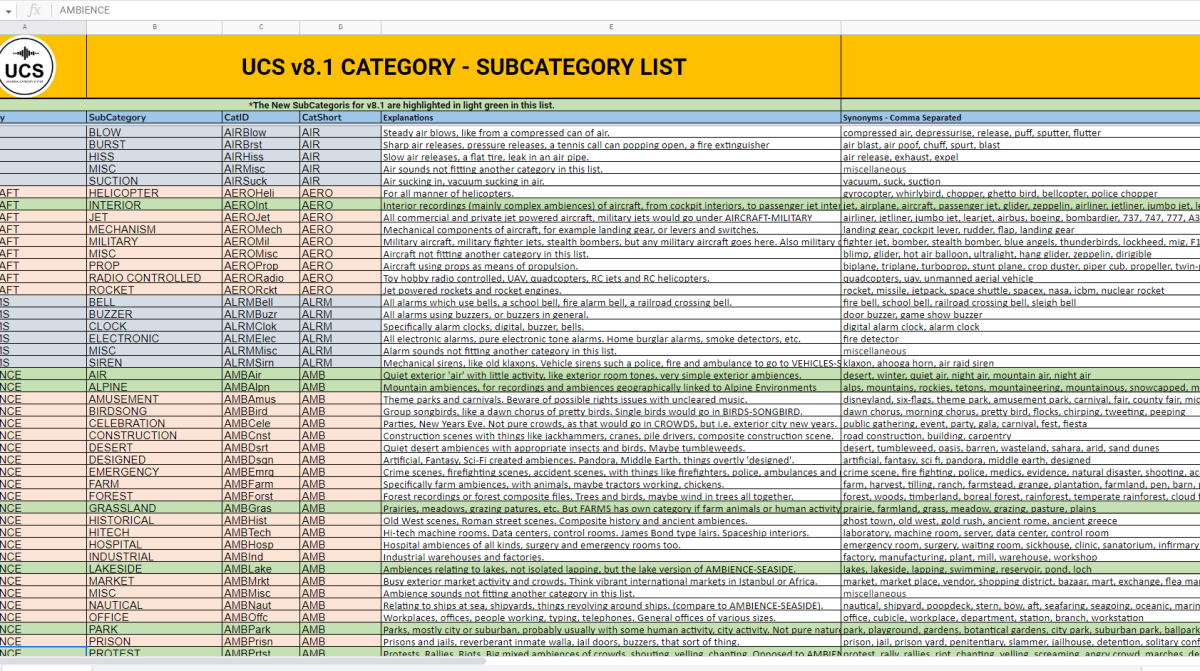 fx AMBIENCE
A B C D E
UCS
UCS v8.1 CATEGORY - SUBCATEGORY LIST
*The New SubCategoris for v8.1 are highlighted in light green in this list.
y SubCategory CatID CatShort Explanations Synonyms - Comma Separated
BLOW AIRBlow AIR Steady air blows, like from a compressed can of air. compressed air, depressurise, release, puff, sputter, flutter
BURST AIRBrst AIR Sharp air releases, pressure releases, a tennis call can popping open, a fire extinguisher air blast, air poof, chuff, spurt, blast
HISS AIRHiss AIR Slow air releases, a flat tire, leak in an air pipe. air release, exhaust, expel
MISC AIRMisc AIR Air sounds not fitting another category in this list. miscellaneous
SUCTION AIRSuck AIR Air sucking in, vacuum sucking in air. vacuum, suck, suction
AFT HELICOPTER AEROHeli AERO For all manner of helicopters. gyrocopter, whirlybird, chopper, ghetto bird, bellcopter, police chopper
AFT INTERIOR AEROInt AERO Interior recordings (mainly complex ambiences) of aircraft, from cockpit interiors, to passenger jet inter jet, airplane, aircraft, passenger jet, glider, zeppelin, airliner, jetliner, jumbo jet, le
AFT JET AEROJet AERO All commercial and private jet powered aircraft, military jets would go under AIRCRAFT-MILITARY airliner, jetliner, jumbo jet, learjet, airbus, boeing, bombardier, 737, 747, 777, A3
AFT MECHANISM AEROMech AERO Mechanical components of aircraft, for example landing gear, or levers and switches. landing gear, cockpit lever, rudder, flap, landing gear
AFT MILITARY AEROMil AERO Military aircraft, military fighter jets, stealth bombers, but any military aircraft goes here. Also military fighter jet, bomber, stealth bomber, blue angels, thunderbirds, lockheed, mig, F1
AFT MISC AEROMisc AERO Aircraft not fitting another category in this list. blimp, glider, hot air balloon, ultralight, hang glider, zeppelin, dirigible
AFT PROP AEROProp AERO Aircraft using props as means of propulsion. biplane, triplane, turboprop, stunt plane, crop duster, piper cub, propeller, twin-
AFT RADIO CONTROLLED AERORadio AERO Toy hobby radio controlled, UAV, quadcopters, RC jets and RC helicopters. quadcopters, uav, unmanned aerial vehicle
AFT ROCKET AERORckt AERO Jet powered rockets and rocket engines. rocket, missile, jetpack, space shuttle, spacex, nasa, icbm, nuclear rocket
MS BELL ALRMBell ALRM All alarms which use bells, a school bell, fire alarm bell, a railroad crossing bell. fire bell, school bell, railroad crossing bell, sleigh bell
MS BUZZER ALRMBuzr ALRM All alarms using buzzers, or buzzers in general. door buzzer, game show buzzer
MS CLOCK ALRMClok ALRM Specifically alarm clocks, digital, buzzer, bells. digital alarm clock, alarm clock
MS ELECTRONIC ALRMElec ALRM All electronic alarms, pure electronic tone alarms. Home burglar alarms, smoke detectors, etc. fire detector
MS MISC ALRMMisc ALRM Alarm sounds not fitting another category in this list. miscellaneous
MS SIREN ALRMSirn ALRM Mechanical sirens, like old klaxons. Vehicle sirens such a police, fire and ambulance to go to VEHICLES-S klaxon, ahooga horn, air raid siren
NCE AIR AMBAir AMB Quiet exterior 'air' with little activity, like exterior room tones, very simple exterior ambiences. desert, winter, quiet air, night air, mountain air, night air
NCE ALPINE AMBAlpn AMB Mountain ambiences, for recordings and ambiences geographically linked to Alpine Environments alps, mountains, rockies, tetons, mountaineering, mountainous, snowcapped, m
NCE AMUSEMENT AMBAmus AMB Theme parks and carnivals. Beware of possible rights issues with uncleared music. disneyland, six-flags, theme park, amusement park, carnival, fair, county fair, mid
NCE BIRDSONG AMBBird AMB Group songbirds, like a dawn chorus of pretty birds. Single birds would go in BIRDS-SONGBIRD. dawn chorus, morning chorus, pretty bird, flocks, chirping, tweeting, peeping
NCE CELEBRATION AMBCele AMB Parties, New Years Eve. Not pure crowds, as that would go in CROWDS, but i.e. exterior city new years. public gathering, event, party, gala, carnival, fest, fiesta
NCE CONSTRUCTION AMBCnst AMB Construction scenes with things like jackhammers, cranes, pile drivers, composite construction scene. road construction, building, carpentry
NCE DESERT AMBDsrt AMB Quiet desert ambiences with appropriate insects and birds. Maybe tumbleweeds. desert, tumbleweed, oasis, barren, wasteland, sahara, arid, sand dunes
NCE DESIGNED AMBDsgn AMB Artificial, Fantasy, Sci-Fi created ambiences. Pandora, Middle Earth, things overtly 'designed'. artificial, fantasy, sci fi, pandora, middle earth, designed
NCE EMERGENCY AMBEmrg AMB Crime scenes, firefighting scenes, accident scenes, with things like firefighters, police, ambulances and crime scene, fire fighting, police, medics, evidence, natural disaster, shooting, ac
NCE FARM AMBFarm AMB Specifically farm ambiences, with animals, maybe tractors working, chickens. farm, harvest, tilling, ranch, farmstead, grange, plantation, farmland, pen, barn,
NCE FOREST AMBForst AMB Forest recordings or forest composite files. Trees and birds, maybe wind in trees all together. forest, woods, timberland, boreal forest, rainforest, temperate rainforest, cloud
NCE GRASSLAND AMBGras AMB Prairies, meadows, grazing patures, etc. But FARMS has own category if farm animals or human activity prairie, farmland, grass, meadow, grazing, pasture, plains
NCE HISTORICAL AMBHist AMB Old West scenes, Roman street scenes. Composite history and ancient ambiences. ghost town, old west, gold rush, ancient rome, ancient greece
NCE HITECH AMBTech AMB Hi-tech machine rooms. Data centers, control rooms. James Bond type lairs. Spaceship interiors. laboratory, machine room, server, data center, control room
NCE HOSPITAL AMBHosp AMB Hospital ambiences of all kinds, surgery and emergency rooms too. emergency room, surgery, waiting room, sickhouse, clinic, sanatorium, infirmary
NCE INDUSTRIAL AMBInd AMB Industrial warehouses and factories. factory, manufacturing, plant, mill, warehouse, workshop
NCE LAKESIDE AMBLake AMB Ambiences relating to lakes, not isolated lapping, but the lake version of AMBIENCE-SEASIDE. lakes, lakeside, lapping, swimming, reservoir, pond, loch
NCE MARKET AMBMrkt AMB Busy exterior market activity and crowds. Think vibrant international markets in Istanbul or Africa. market, market place, vendor, shopping district, bazaar, mart, exchange, flea ma
NCE MISC AMBMisc AMB Ambience sounds not fitting another category in this list. miscellaneous
NCE NAUTICAL AMBNaut AMB Relating to ships at sea, shipyards, things revolving around ships, (compare to AMBIENCE-SEASIDE). nautical, shipyard, poopdeck, stern, bow, aft, seafaring, seagoing, oceanic, marin
NCE OFFICE AMBOffc AMB Workplaces, offices, people working, typing, telephones. General offices of various sizes. office, cubicle, workplace, department, station, branch, workstation
NCE PARK AMBPark AMB Parks, mostly city or suburban, probably usually with some human activity, city activity. Not pure nature park, playground, gardens, botantical gardens, city park, suburban park, ballpark
NCE PRISON AMBPrisn AMB Prisons and jails, reverberant inmate walla, jail doors, buzzers, that sort of thing. prison, jail, prison yard, penitentiary, slammer, jailhouse, detention, solitary conf
NCE PROTEST AMBPrtst AMB Protests, Rallies, Riots. Big mixed ambiences of crowds, shouting, yelling, chanting. Opposed to AMBIEN protest, rally, rallies, riot, chanting, yelling, screaming, angry crowd, marches, de